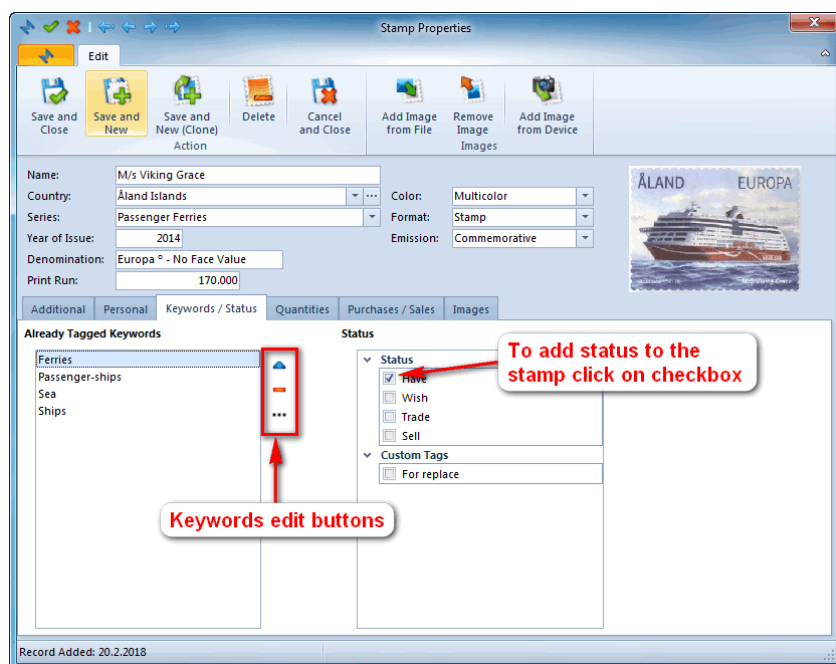 Stamp Properties
Edit
Save and Close
Save and New
Save and New (Clone)
Delete
Cancel and Close
Add Image from File
Remove Image
Add Image from Device
Action
Images
Name: M/s Viking Grace
Country: Åland Islands
Color: Multicolor
Series: Passenger Ferries
Format: Stamp
Year of Issue: 2014
Emission: Commemorative
Denomination: Europa º - No Face Value
Print Run: 170.000
ÅLAND EUROPA
Additional Personal Keywords / Status Quantities Purchases / Sales Images
Already Tagged Keywords
Ferries
Passenger-ships
Sea
Ships
Status
Status
Have
Wish
Trade
Sell
Custom Tags
For replace
To add status to the
stamp click on checkbox
Keywords edit buttons
Record Added: 20.2.2018